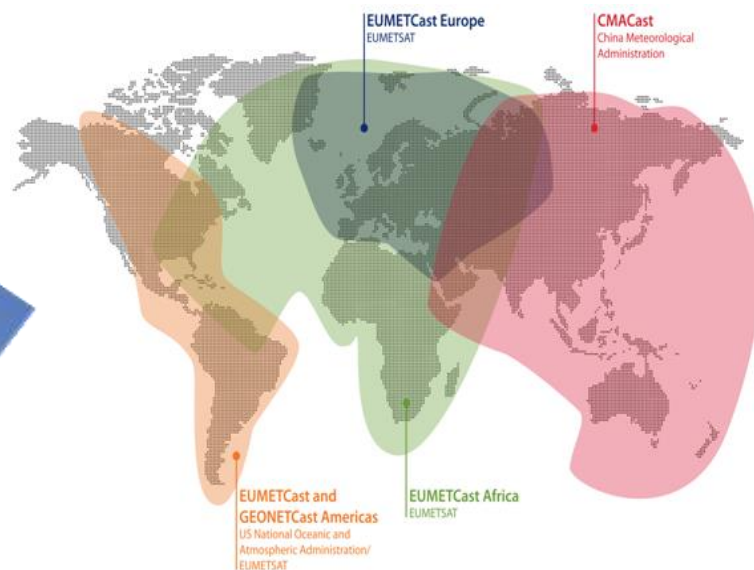 EUMETCast Europe
EUMETSAT
CMACast
China Meteorological
Administration
EUMETCast and
GEONETCast Americas
US National Oceanic and
Atmospheric Administration/
EUMETSAT
EUMETCast Africa
EUMETSAT